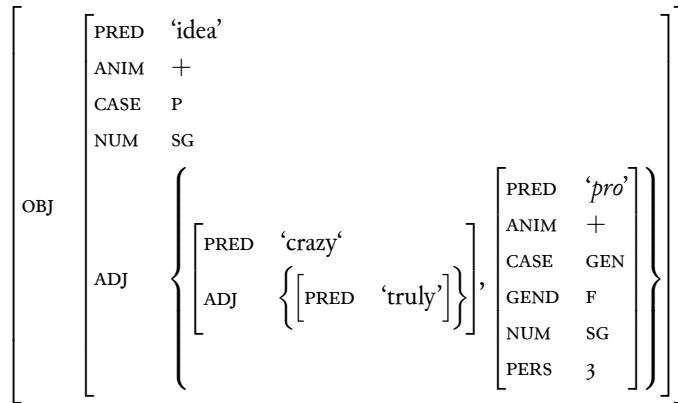 PRED ‘idea’
ANIM +
CASE P
NUM SG
PRED ‘pro’
ANIM +
OBJ PRED ‘crazy‘ CASE GEN
ADJ ADJ { [ PRED ‘truly’ ] } , GEND F
NUM SG
PERS 3